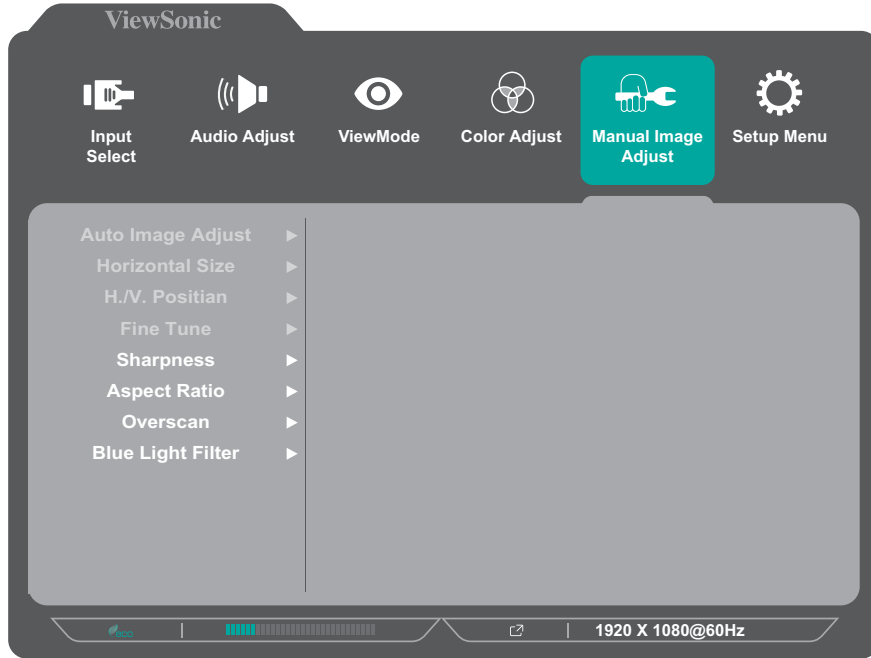 ViewSonic
Input Select
Audio Adjust
ViewMode
Color Adjust
Manual Image Adjust
Setup Menu
Auto Image Adjust
Horizontal Size
H./V. Positian
Fine Tune
Sharpness
Aspect Ratio
Overscan
Blue Light Filter
eco
1920 X 1080@60Hz